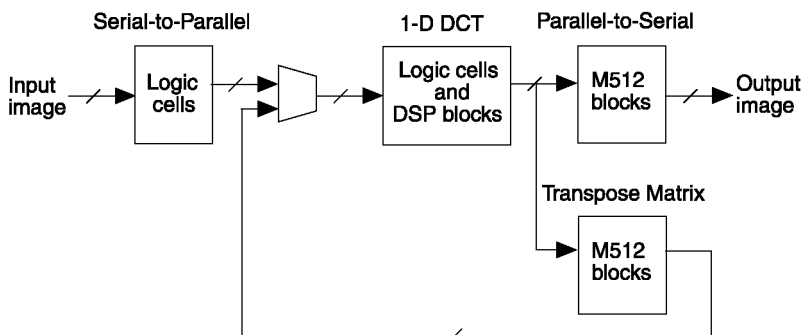 Serial-to-Parallel
1-D DCT
Parallel-to-Serial
Input
image
Logic
cells
Logic cells
and
DSP blocks
M512
blocks
Output
image
Transpose Matrix
M512
blocks